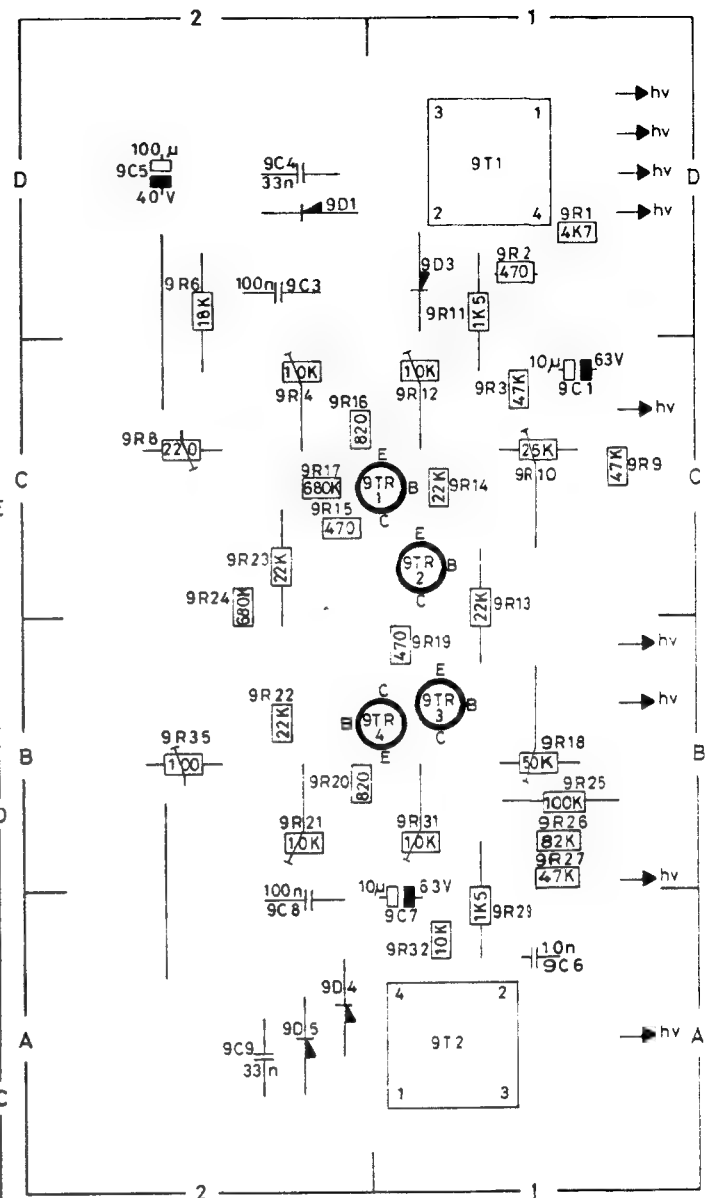 2 1
hv
3 1
hv
100µ
9C5
40V
9C4
33n
9T1
hv
D D
9D1
2 4
hv
9R1
4K7
9R2
470
9D3
9R6
18K
100n 9C3
9R11
1K5
10µ 63V
9C1
10K
9R14
10K
9R12
9R3
47K
9R16
820
hv
9R8
220
25K
9R10
47K
9R9
E
9R17
680K
9TR
1
B
C
22K
9R14
C C
9R15
470
E
E
9TR
2
B
C
9R23
22K
9R24
680K
22K
9R13
470
9R19
hv
E
9TR
3
B
C
hv
9R22
22K
C
B
9TR
4
E
9R35
100
9R18
50K
B B
9R20
820
9R25
100K
D
9R21
10K
9R31
10K
9R26
82K
9R27
47K
hv
100n
9C8
10µ 63V
9C7
1K5
9R29
9R32
10K
10n
9C6
9D4
4 2
9D5
9C9
33n
9T2
hv
A A
1 3
C
2 1